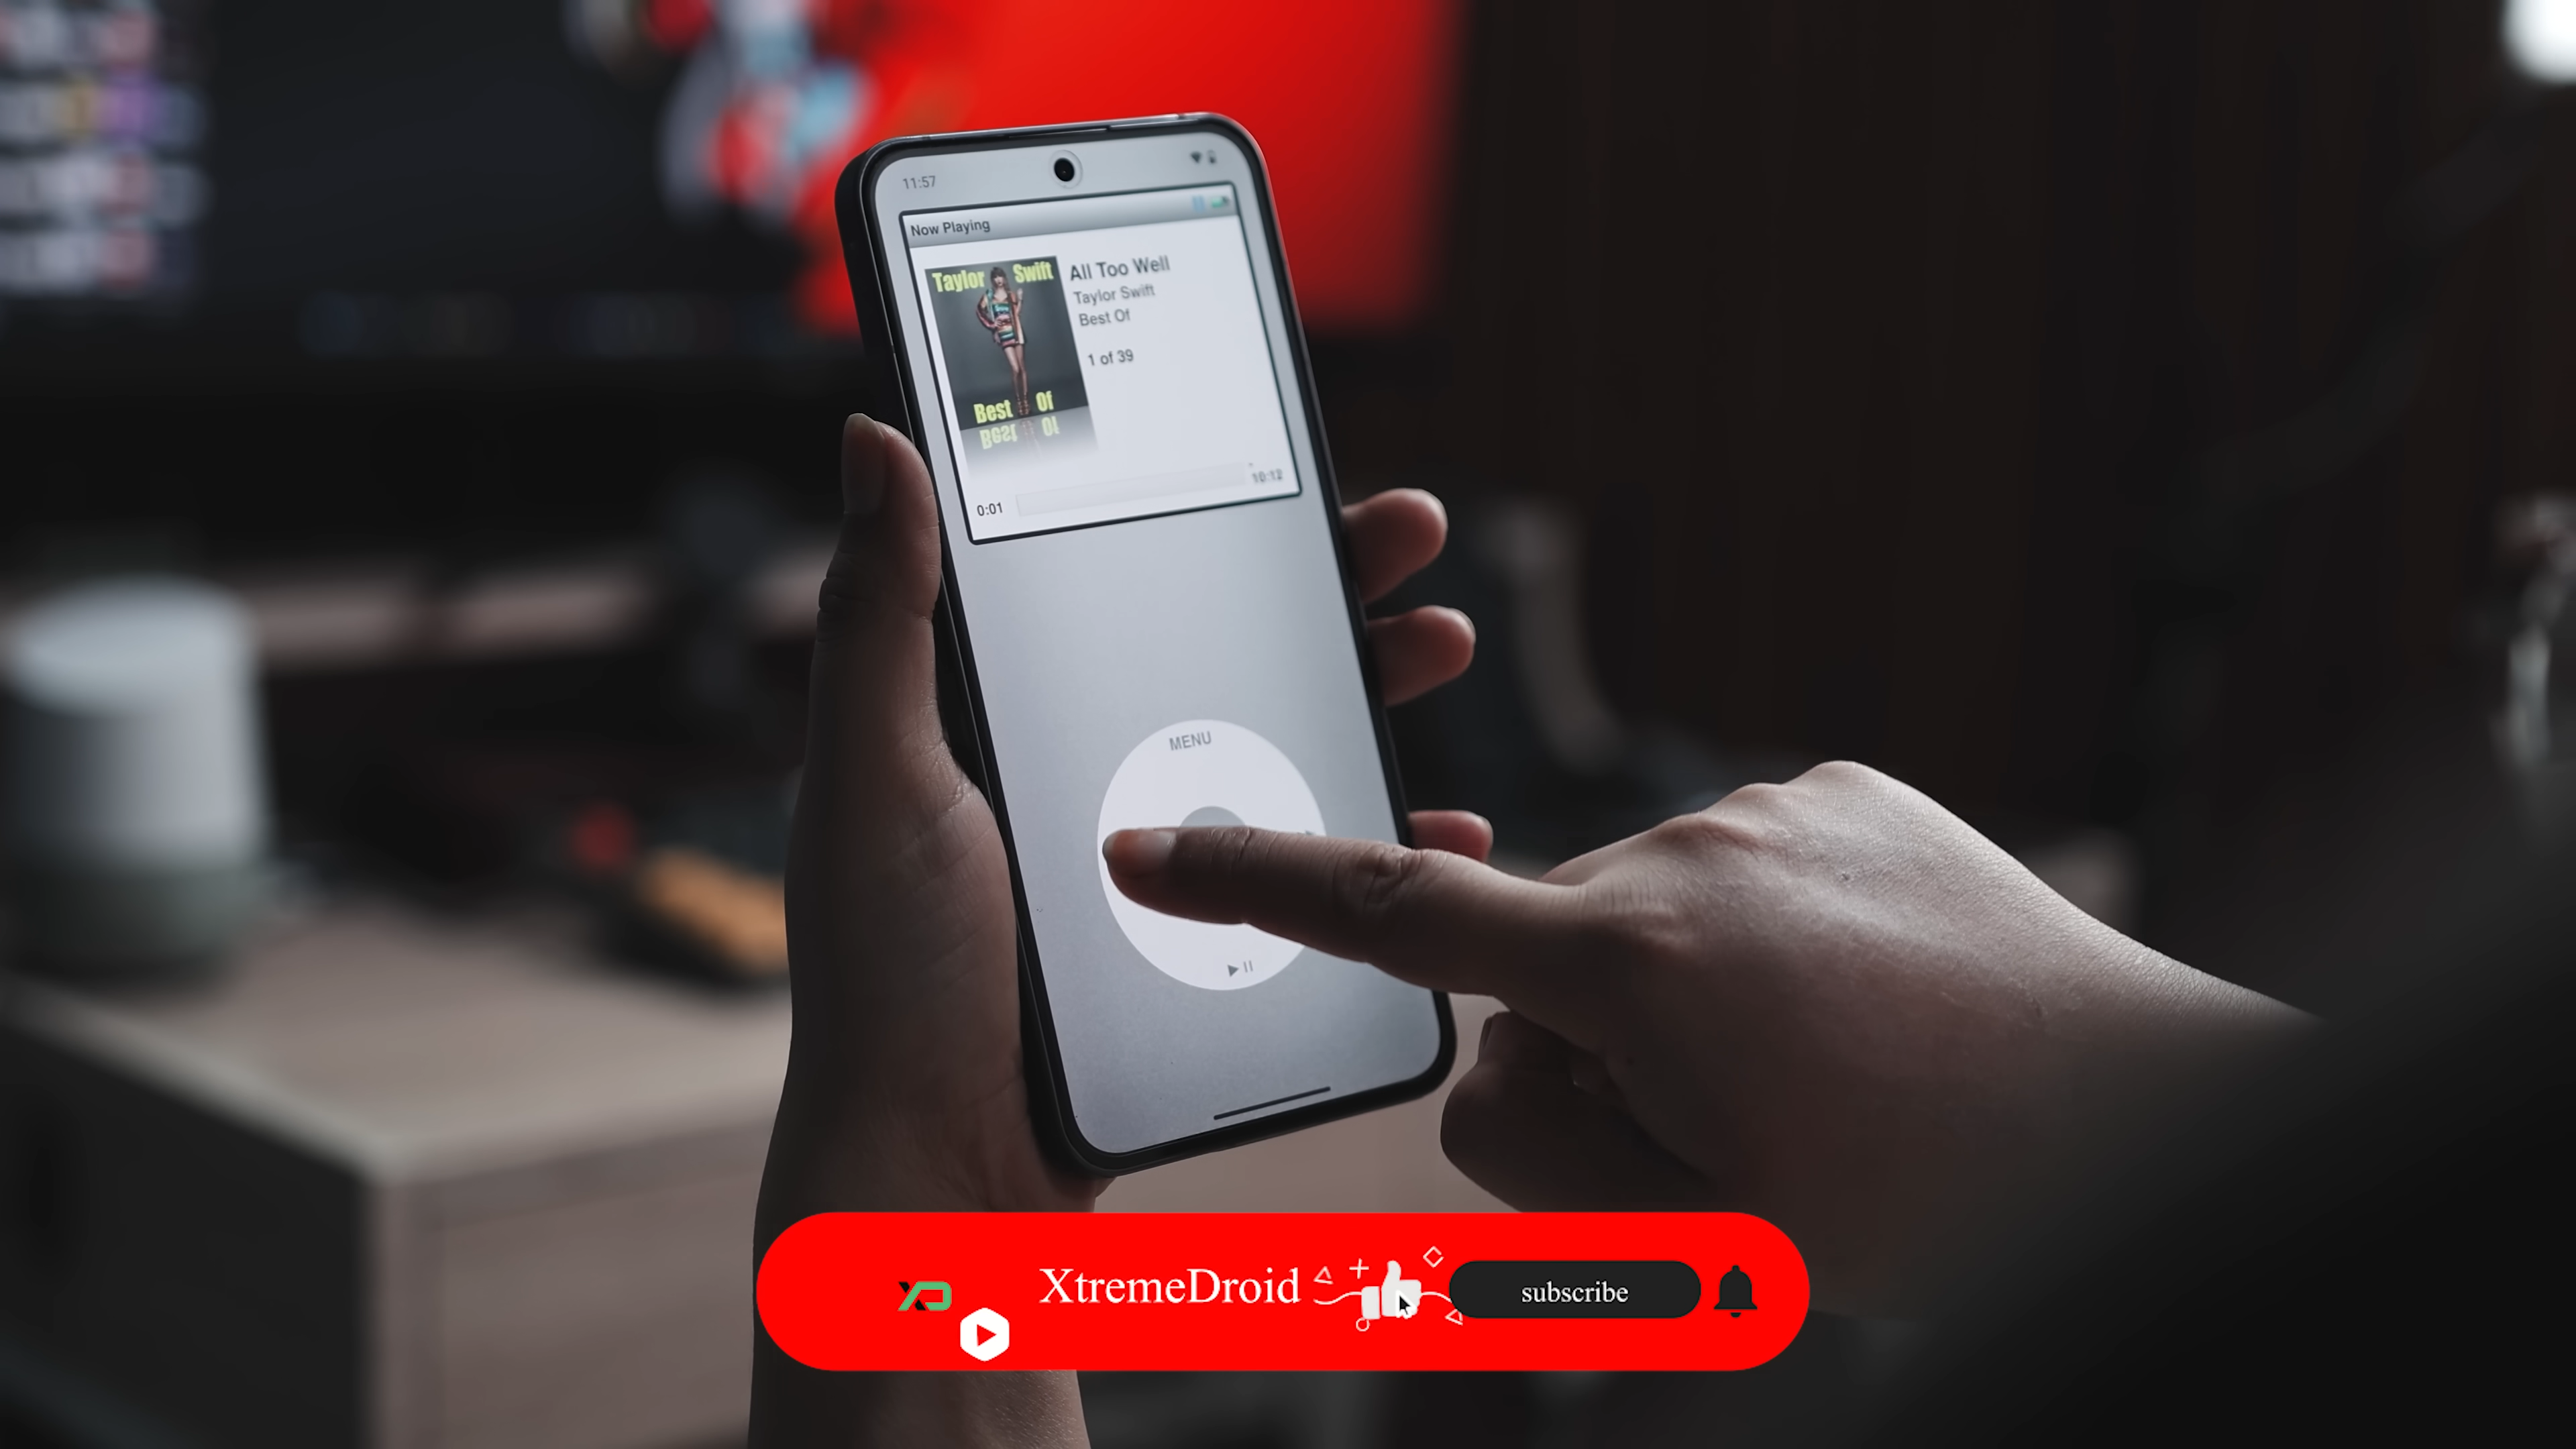 11:57
Now Playing
Taylor Swift
Best Of
All Too Well
Taylor Swift
Best Of
1 of 39
0:01
10:12
MENU
XD
XtremeDroid
subscribe